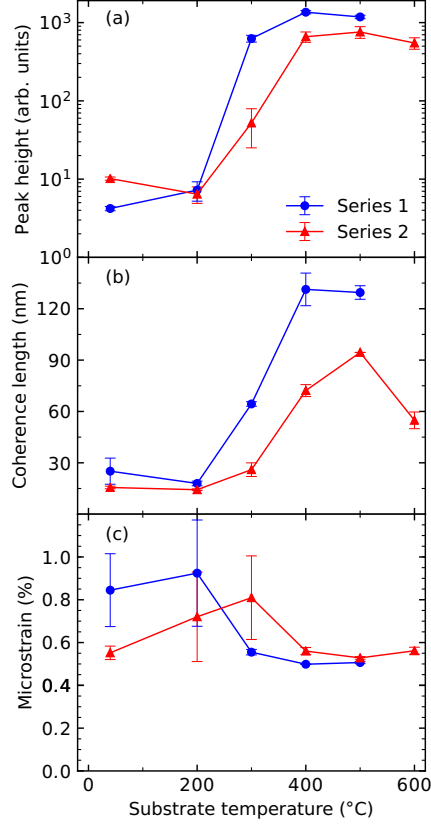 (a)
Peak height (arb. units)
10³
10²
10¹
10⁰
Series 1
Series 2
(b)
Coherence length (nm)
120
90
60
30
(c)
Microstrain (%)
1.0
0.8
0.6
0.4
0.2
0.0
0 200 400 600
Substrate temperature (°C)